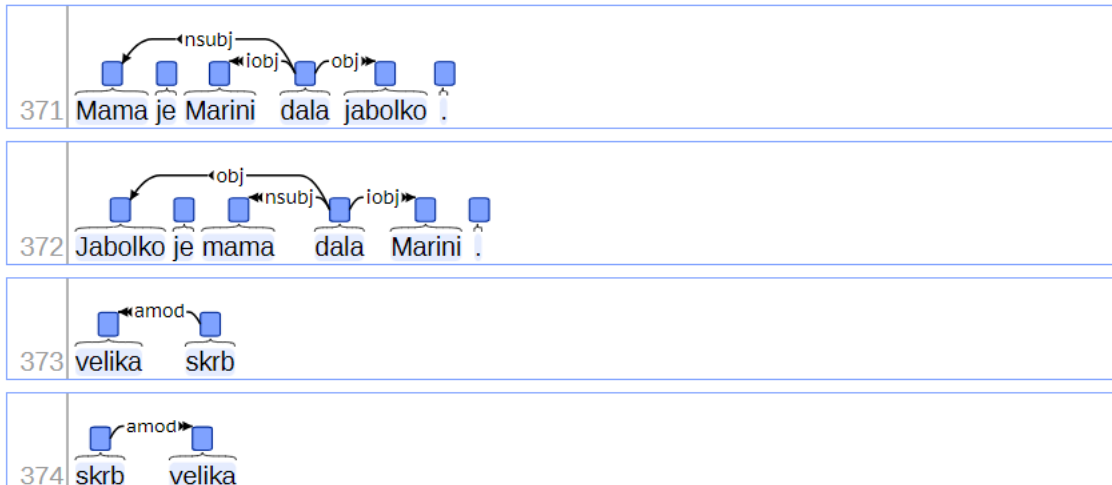 nsubj
iobj obj
371 Mama je Marini dala jabolko .
obj
nsubj iobj
372 Jabolko je mama dala Marini .
amod
373 velika skrb
amod
374 skrb velika